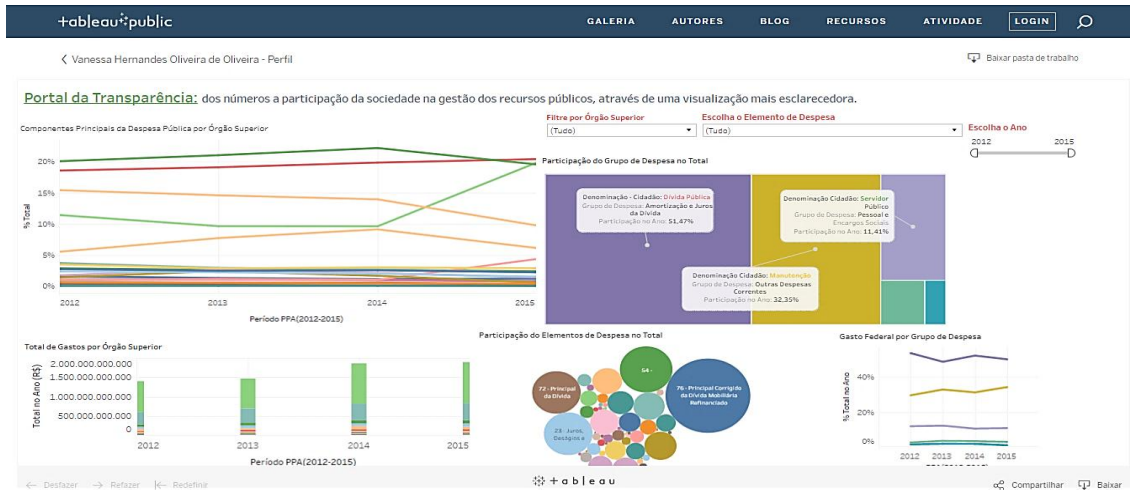 +ab|eau public
GALERIA AUTORES BLOG RECURSOS ATIVIDADE LOGIN
Vanessa Hernandes Oliveira de Oliveira - Perfil
Baixar pasta de trabalho
Portal da Transparência: dos números a participação da sociedade na gestão dos recursos públicos, através de uma visualização mais esclarecedora.
Filtre por Órgão Superior
(Tudo)
Escolha o Elemento de Despesa
(Tudo)
Escolha o Ano
2012 2015
Componentes Principais da Despesa Pública por Órgão Superior
% Total
20%
15%
10%
5%
0%
2012 2013 2014 2015
Período PPA(2012-2015)
Participação do Grupo de Despesa no Total
Denominação - Cidadão: Dívida Pública
Grupo de Despesa: Amortização e Juros
da Dívida
Participação no Ano: 51,47%
Denominação Cidadão: Servidor
Público
Grupo de Despesa: Pessoal e
Encargos Sociais
Participação no Ano: 11,41%
Denominação Cidadão: Manutenção
Grupo de Despesa: Outras Despesas
Correntes
Participação no Ano: 32,35%
Total de Gastos por Órgão Superior
Total no Ano (R$)
2.000.000.000.000
1.500.000.000.000
1.000.000.000.000
500.000.000.000
0
2012 2013 2014 2015
Período PPA(2012-2015)
Participação do Elementos de Despesa no Total
54 -
72 - Principal
da Dívida
76 - Principal Corrigido
da Dívida Mobiliária
Refinanciado
23 - Juros,
Deságios e
Gasto Federal por Grupo de Despesa
% Total no Ano
40%
20%
0%
2012 2013 2014 2015
Desfazer Refazer Redefinir
+ab|eau
Compartilhar Baixar